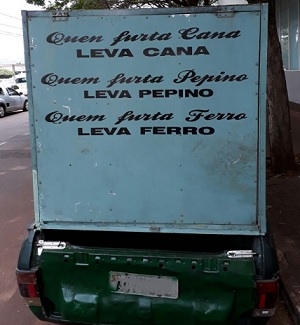 Quem furta Cana
LEVA CANA
Quem furta Pepino
LEVA PEPINO
Quem furta Ferro
LEVA FERRO